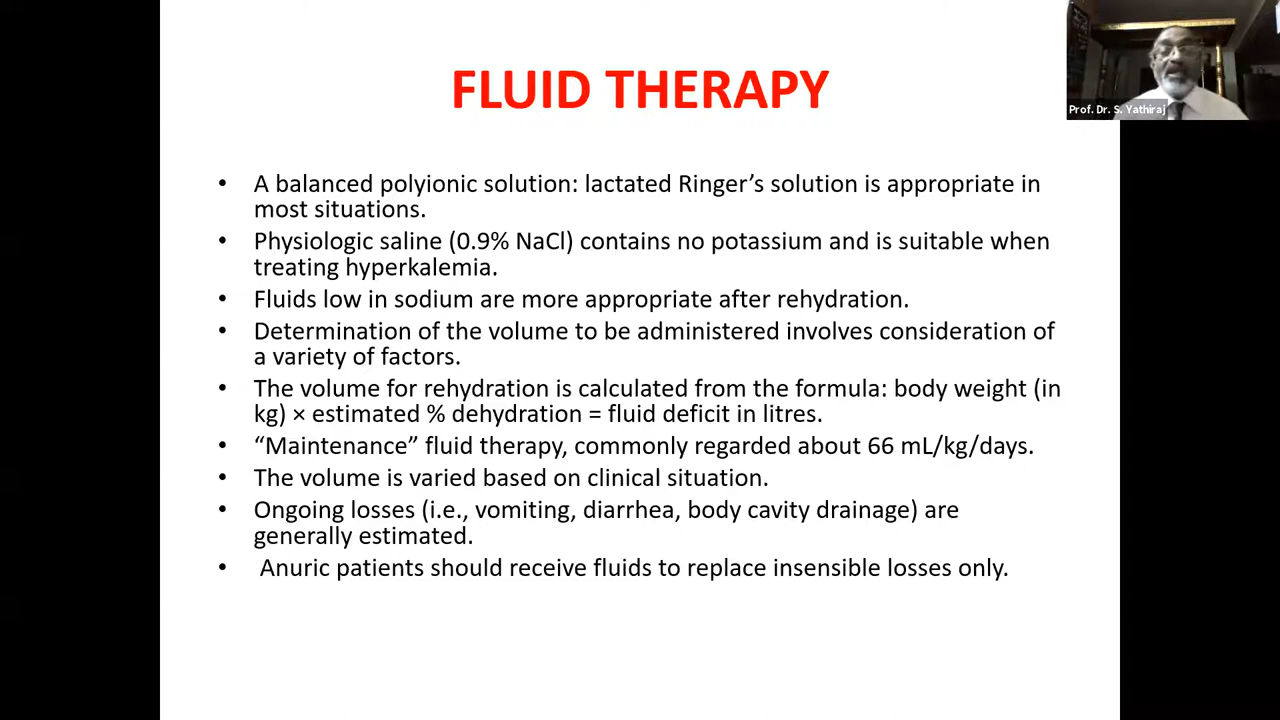 FLUID THERAPY
Prof. Dr. S. Yathiraj
• A balanced polyionic solution: lactated Ringer’s solution is appropriate in
most situations.
• Physiologic saline (0.9% NaCl) contains no potassium and is suitable when
treating hyperkalemia.
• Fluids low in sodium are more appropriate after rehydration.
• Determination of the volume to be administered involves consideration of
a variety of factors.
• The volume for rehydration is calculated from the formula: body weight (in
kg) × estimated % dehydration = fluid deficit in litres.
• “Maintenance” fluid therapy, commonly regarded about 66 mL/kg/days.
• The volume is varied based on clinical situation.
• Ongoing losses (i.e., vomiting, diarrhea, body cavity drainage) are
generally estimated.
• Anuric patients should receive fluids to replace insensible losses only.